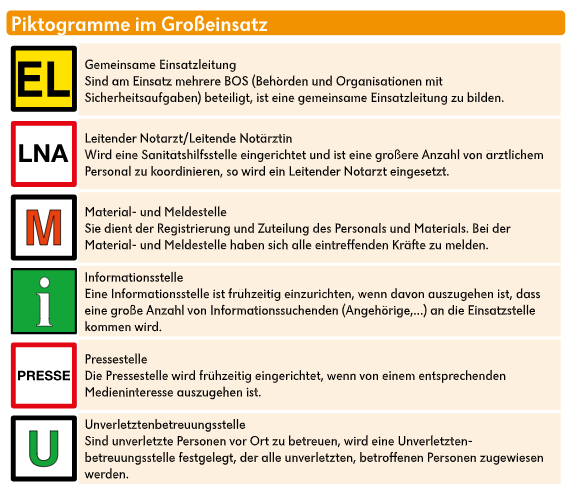 Piktogramme im Großeinsatz
EL
Gemeinsame Einsatzleitung
Sind am Einsatz mehrere BOS (Behörden und Organisationen mit
Sicherheitsaufgaben) beteiligt, ist eine gemeinsame Einsatzleitung zu bilden.
LNA
Leitender Notarzt/Leitende Notärztin
Wird eine Sanitätshilfsstelle eingerichtet und ist eine größere Anzahl von ärztlichem
Personal zu koordinieren, so wird ein Leitender Notarzt eingesetzt.
M
Material- und Meldestelle
Sie dient der Registrierung und Zuteilung des Personals und Materials. Bei der
Material- und Meldestelle haben sich alle eintreffenden Kräfte zu melden.
i
Informationsstelle
Eine Informationsstelle ist frühzeitig einzurichten, wenn davon auszugehen ist, dass
eine große Anzahl von Informationssuchenden (Angehörige,...) an die Einsatzstelle
kommen wird.
PRESSE
Pressestelle
Die Pressestelle wird frühzeitig eingerichtet, wenn von einem entsprechenden
Medieninteresse auszugehen ist.
U
Unverletztenbetreuungsstelle
Sind unverletzte Personen vor Ort zu betreuen, wird eine Unverletzten-
betreuungsstelle festgelegt, der alle unverletzten, betroffenen Personen zugewiesen
werden.